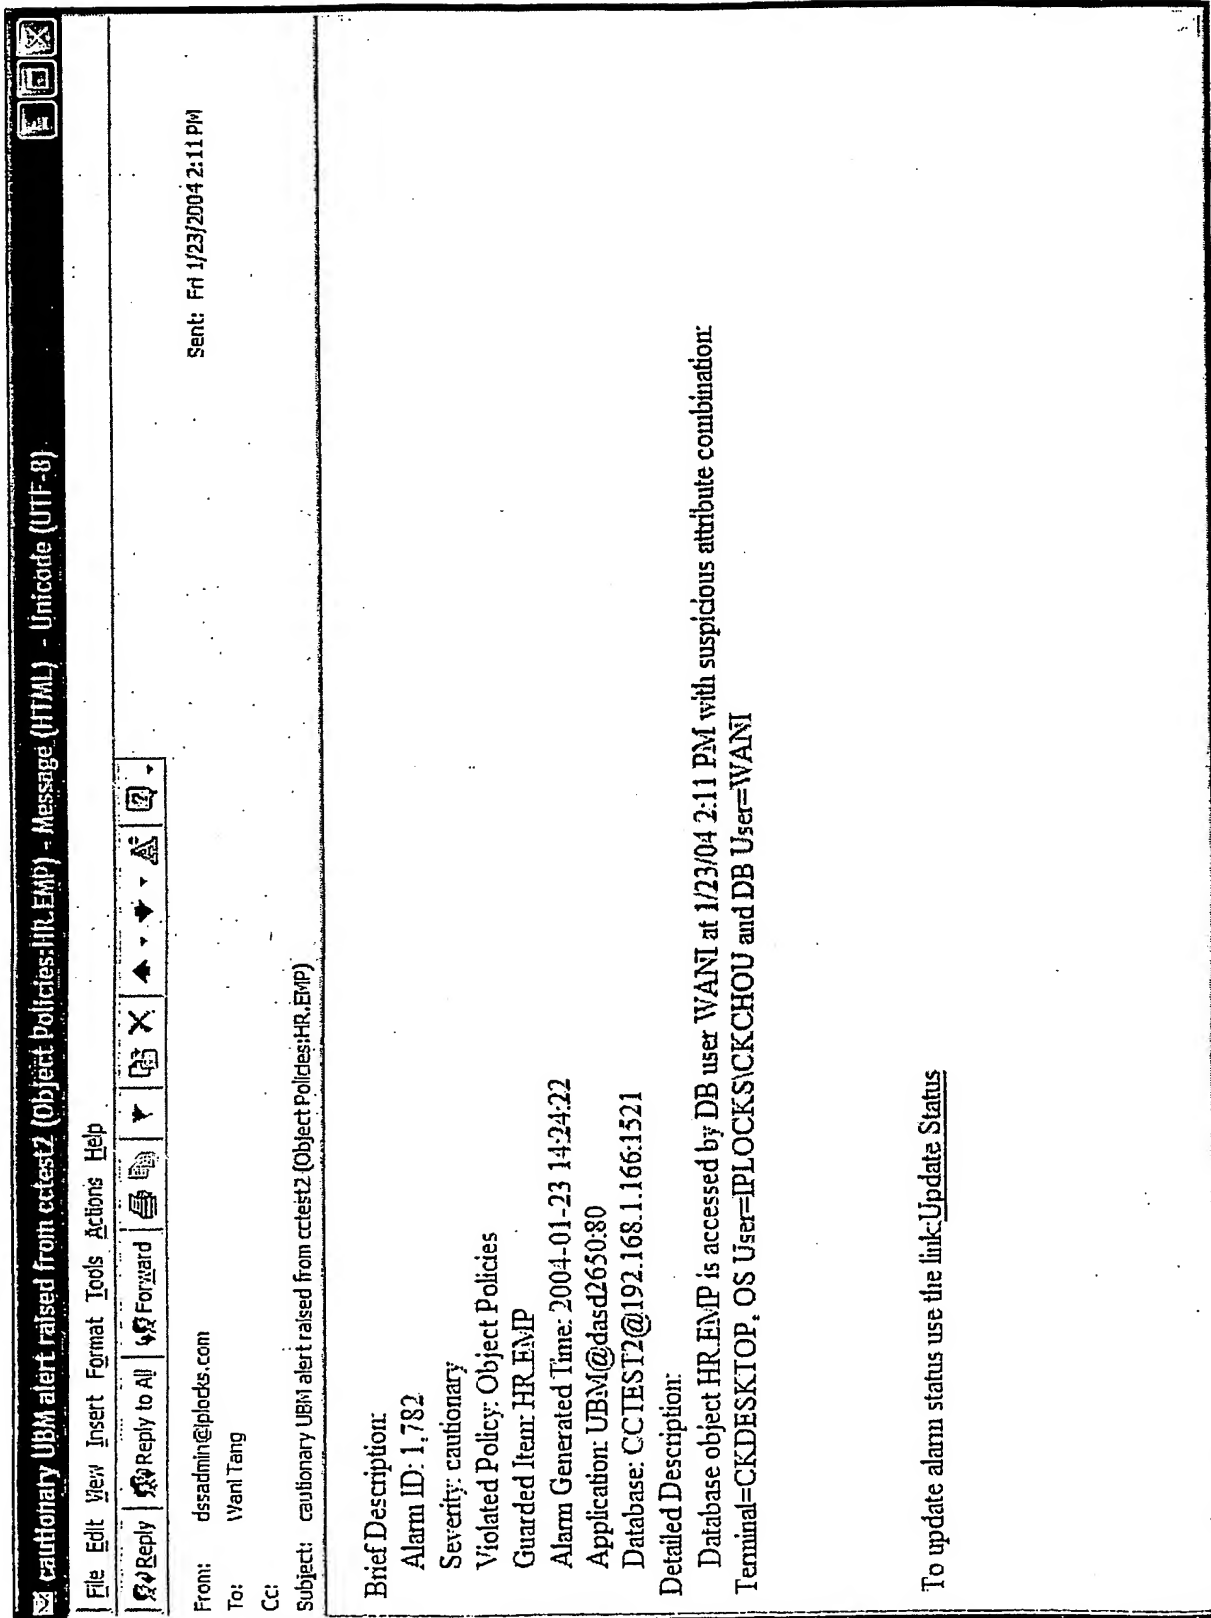 cautionary UBM alert raised from cctest2 (Object Policies:HR.EMP) - Message (HTML) - Unicode (UTF-8)
File Edit View Insert Format Tools Actions Help
Reply Reply to All Forward
From: dssadmin@iplocks.com Sent: Fri 1/23/2004 2:11 PM
To: Wani Tang
Cc:
Subject: cautionary UBM alert raised from cctest2 (Object Policies:HR.EMP)
Brief Description:
Alarm ID: 1,782
Severity: cautionary
Violated Policy: Object Policies
Guarded Item: HR.EMP
Alarm Generated Time: 2004-01-23 14:24:22
Application: UBM@dasd2650:80
Database: CCTEST2@192.168.1.166:1521
Detailed Description:
Database object HR.EMP is accessed by DB user WANI at 1/23/04 2:11 PM with suspicious attribute combination:
Terminal=CKDESKTOP, OS User=IPLOCKS\CKCHOU and DB User=WANI
To update alarm status use the link:Update Status